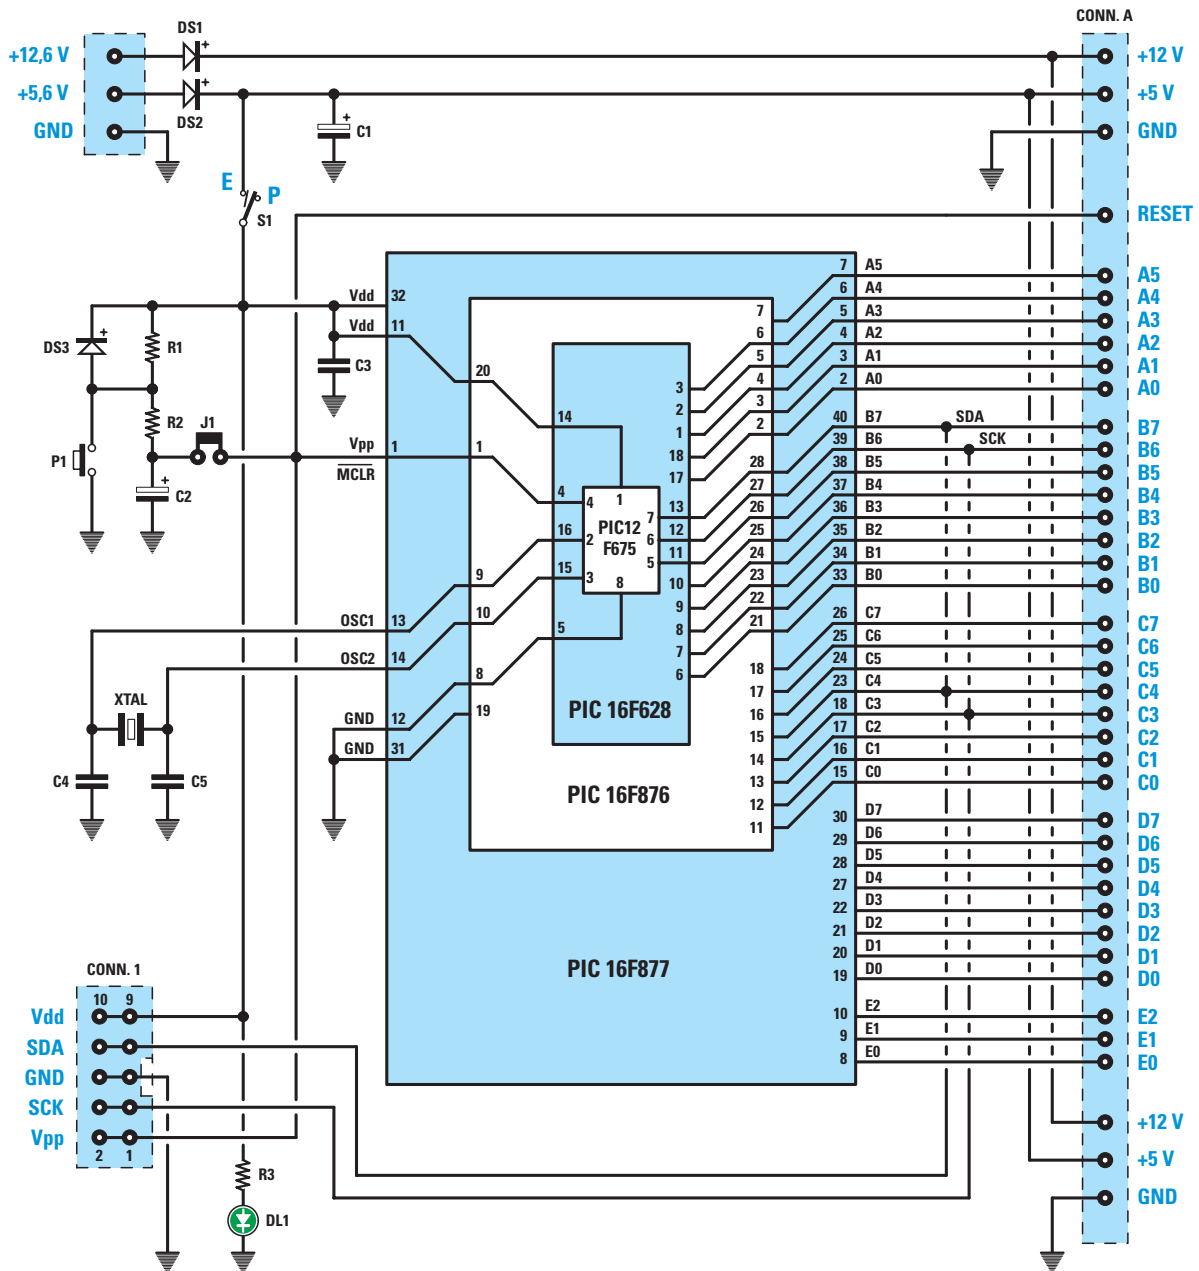 CONN. A
DS1
+12,6 V
+
+12 V
+5,6 V
+
+5 V
DS2
GND
+
C1
GND
E
P
S1
RESET
7 A5
A5
6 A4
A4
Vdd 32
5 A3
A3
Vdd 11
4 A2
A2
3 A1
A1
2 A0
A0
DS3
+
R1
C3
20
7
6
5
4
3
2
3
2
1
18
17
14
R2
J1
P1
+
C2
Vpp 1
MCLR
1
4
4
1
PIC12
F675
7
6
5
2
3
8
16
15
5
13
12
11
10
9
8
7
6
28
27
26
25
24
23
22
21
40 B7 SDA
B7
39 B6 SCK
B6
38 B5
B5
37 B4
B4
36 B3
B3
35 B2
B2
34 B1
B1
33 B0
B0
9
10
OSC1 13
OSC2 14
8
19
GND 12
GND 31
XTAL
C4
C5
26 C7
C7
25 C6
C6
24 C5
C5
23 C4
C4
18 C3
C3
17 C2
C2
16 C1
C1
15 C0
C0
18
17
16
15
14
13
12
11
PIC 16F628
PIC 16F876
PIC 16F877
30 D7
D7
29 D6
D6
28 D5
D5
27 D4
D4
22 D3
D3
21 D2
D2
20 D1
D1
19 D0
D0
10 E2
E2
9 E1
E1
8 E0
E0
CONN. 1
10 9
Vdd
SDA
GND
SCK
Vpp
2 1
R3
DL1
+12 V
+5 V
GND